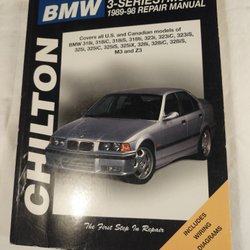 BMW
3-SERIES/M3/Z3
1989-98 REPAIR MANUAL
Covers all U.S. and Canadian models of
BMW 318i, 318iC, 318iS, 318ti, 323i, 323iC, 323iS,
325i, 325iC, 325iS, 325iX, 328i, 328iC, 328iS,
M3 and Z3
CHILTON
The First Step In Repair
INCLUDES
WIRING
DIAGRAMS